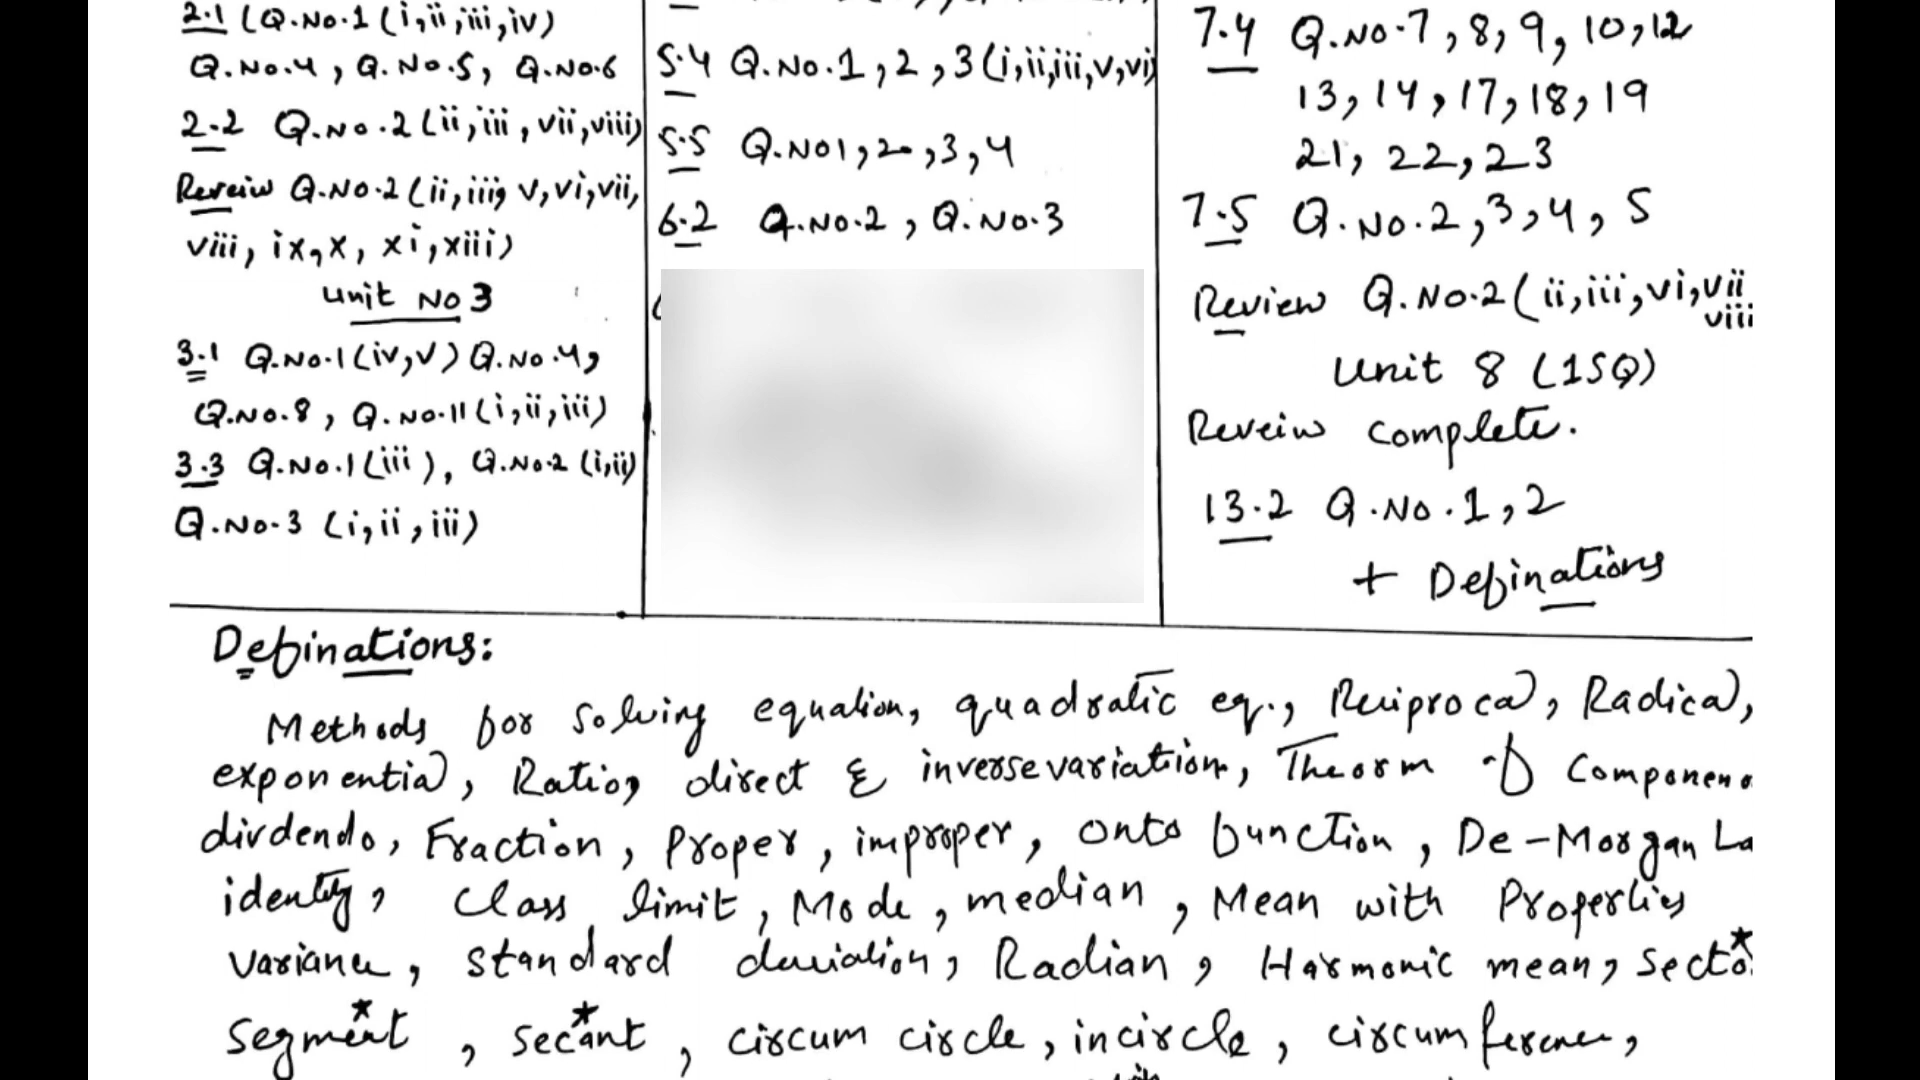 2.1 (Q.No.1 (i,ii,iii,iv)
Q.No.4, Q.No.5, Q.No.6
2.2 Q.No.2(ii,iii,vii,viii)
Reveiw Q.No.2(ii,iii, v,vi,vii,
viii, ix, x, xi, xiii)
Unit No 3
3.1 Q.No.1(iv,v) Q.No.4,
Q.No.8, Q.No.11(i,ii,iii)
3.3 Q.No.1(iii), Q.No.2(i,ii)
Q.No.3 (i,ii,iii)
5.4 Q.No.1,2,3(i,ii,iii,v,vi)
5.5 Q.No1,2,3,4
6.2 Q.No.2, Q.No.3
7.4 Q.No.7,8,9,10,12
13,14,17,18,19
21,22,23
7.5 Q.No.2,3,4,5
Review Q.No.2(ii,iii,vi,vii
viii
Unit 8 (1SQ)
Reveiw complete.
13.2 Q.No.1,2
+ Definations
Definations:
Methods for solving equation, quadratic eq., Reciprocal, Radical,
exponential, Ratio, direct & inverse variation, Theorm of Componeno
dividendo, Fraction, Proper, improper, onto function, De-Morgan La
identity, Class limit, Mode, median, Mean with Properties
variance, standard deviation, Radian, Harmonic mean, Secto
Segment, secant, circum circle, incircle, circumference,